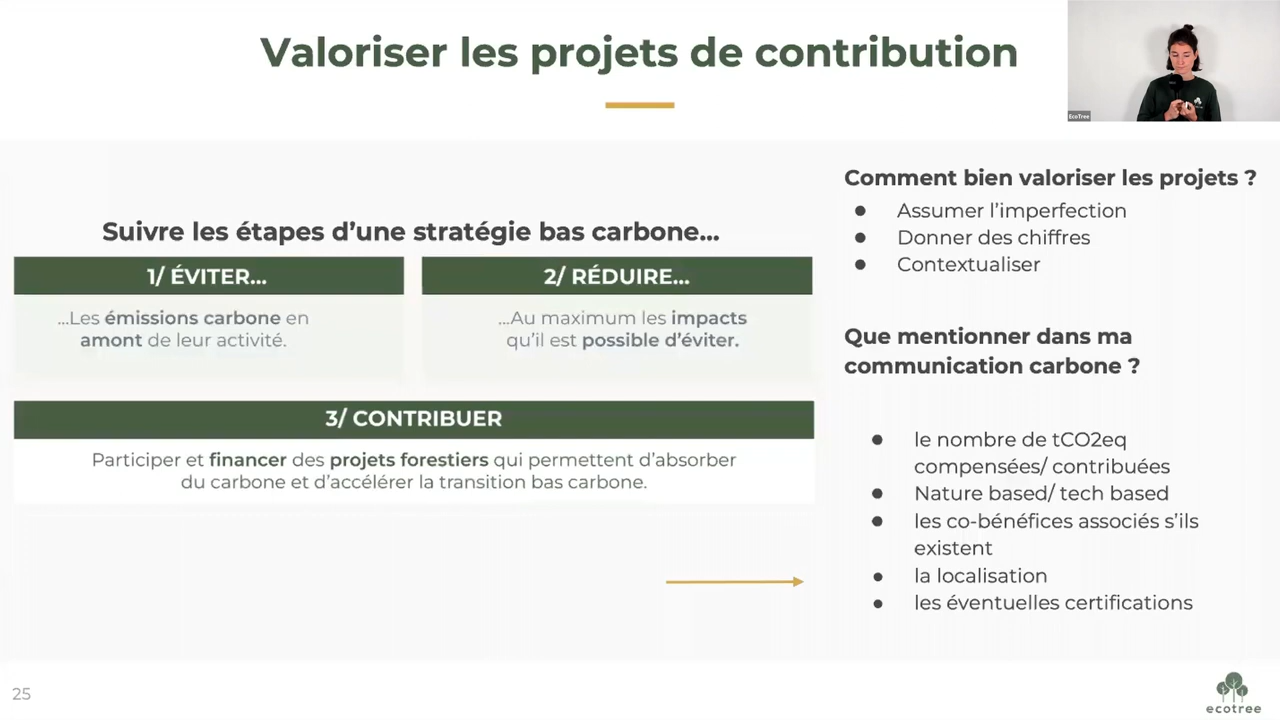 Valoriser les projets de contribution
EcoTree
Suivre les étapes d’une stratégie bas carbone...
1/ ÉVITER...
...Les émissions carbone en
amont de leur activité.
2/ RÉDUIRE...
...Au maximum les impacts
qu’il est possible d’éviter.
3/ CONTRIBUER
Participer et financer des projets forestiers qui permettent d’absorber
du carbone et d’accélérer la transition bas carbone.
Comment bien valoriser les projets ?
● Assumer l’imperfection
● Donner des chiffres
● Contextualiser
Que mentionner dans ma
communication carbone ?
● le nombre de tCO2eq
compensées/ contribuées
● Nature based/ tech based
● les co-bénéfices associés s’ils
existent
● la localisation
● les éventuelles certifications
25
ecotree